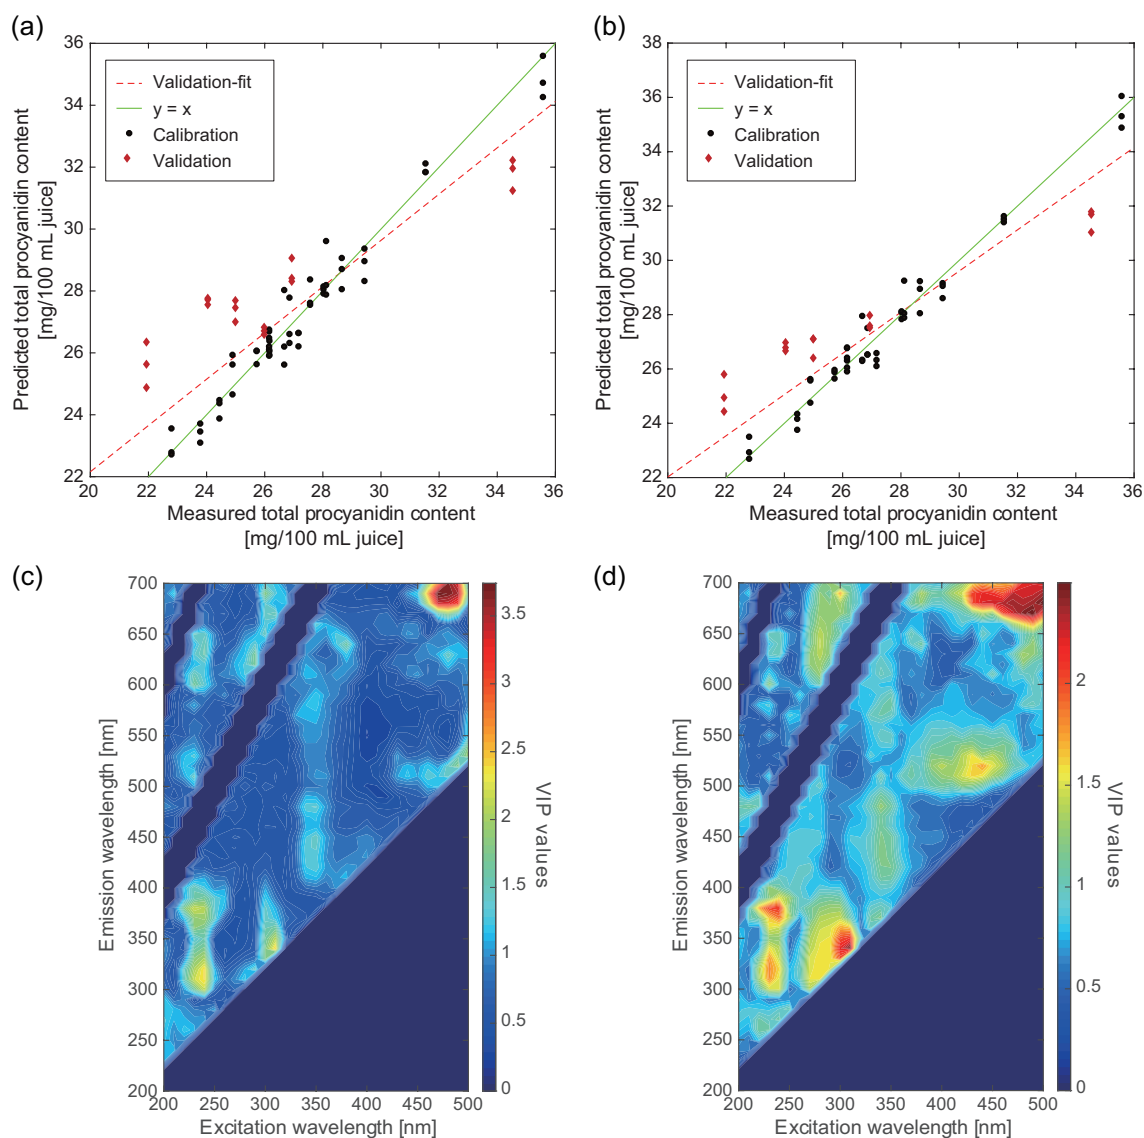 (a)
36
34
32
30
28
26
24
22
20 22 24 26 28 30 32 34 36
Predicted total procyanidin content
[mg/100 mL juice]
Measured total procyanidin content
[mg/100 mL juice]
Validation-fit
y = x
Calibration
Validation
(b)
38
36
34
32
30
28
26
24
22
20 22 24 26 28 30 32 34 36
Predicted total procyanidin content
[mg/100 mL juice]
Measured total procyanidin content
[mg/100 mL juice]
Validation-fit
y = x
Calibration
Validation
(c)
700
650
600
550
500
450
400
350
300
250
200
200 250 300 350 400 450 500
Emission wavelength [nm]
Excitation wavelength [nm]
3.5
3
2.5
2
1.5
1
0.5
0
VIP values
(d)
700
650
600
550
500
450
400
350
300
250
200
200 250 300 350 400 450 500
Emission wavelength [nm]
Excitation wavelength [nm]
2
1.5
1
0.5
0
VIP values